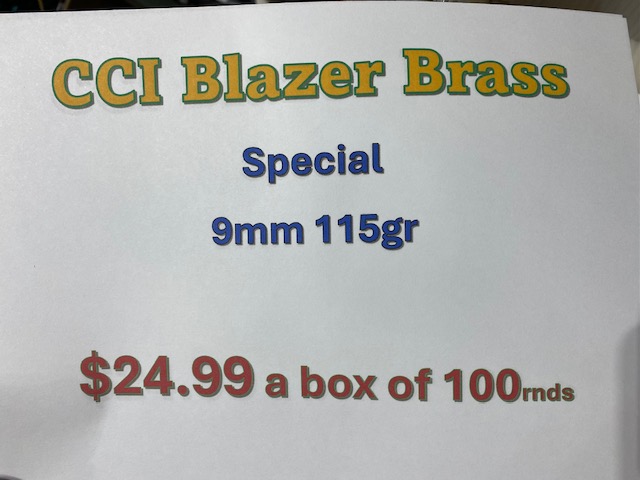 CCI Blazer Brass
Special
9mm 115gr
$24.99 a box of 100rnds